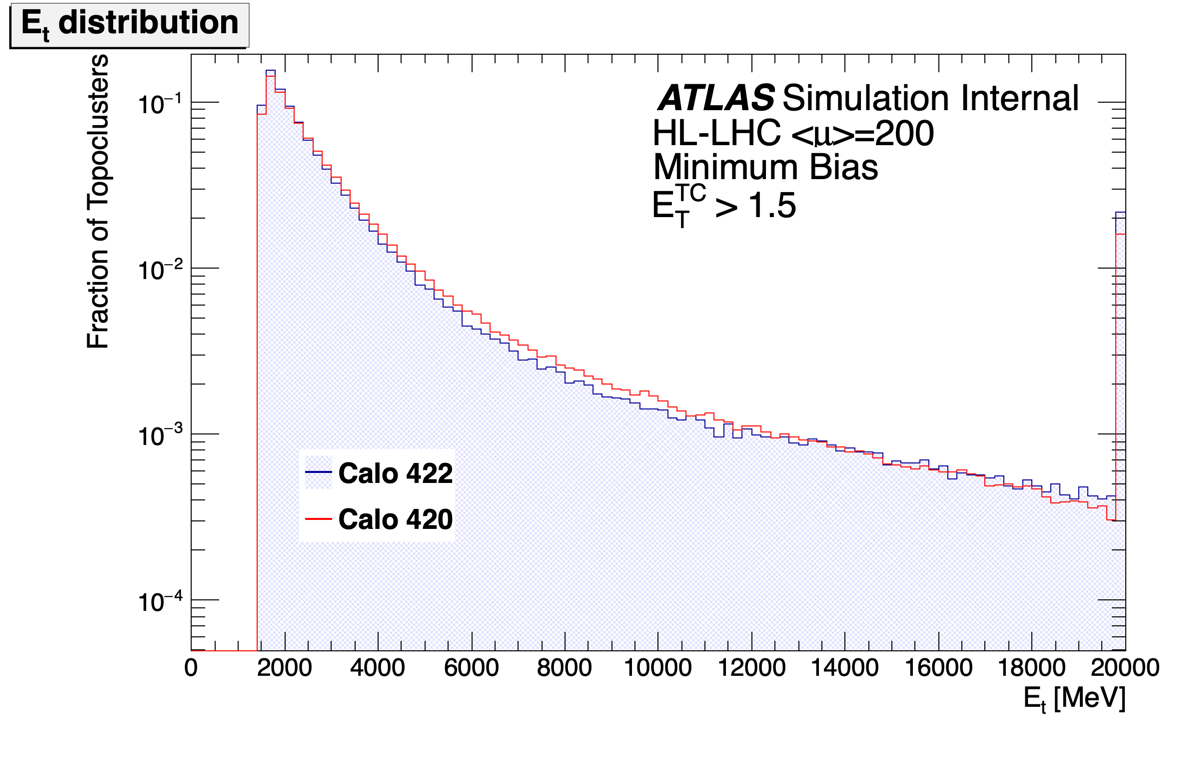 E_t distribution
Fraction of Topoclusters
10^−1
10^−2
10^−3
10^−4
ATLAS Simulation Internal
HL-LHC <μ>=200
Minimum Bias
E_T^TC > 1.5
Calo 422
Calo 420
0 2000 4000 6000 8000 10000 12000 14000 16000 18000 20000
E_t [MeV]